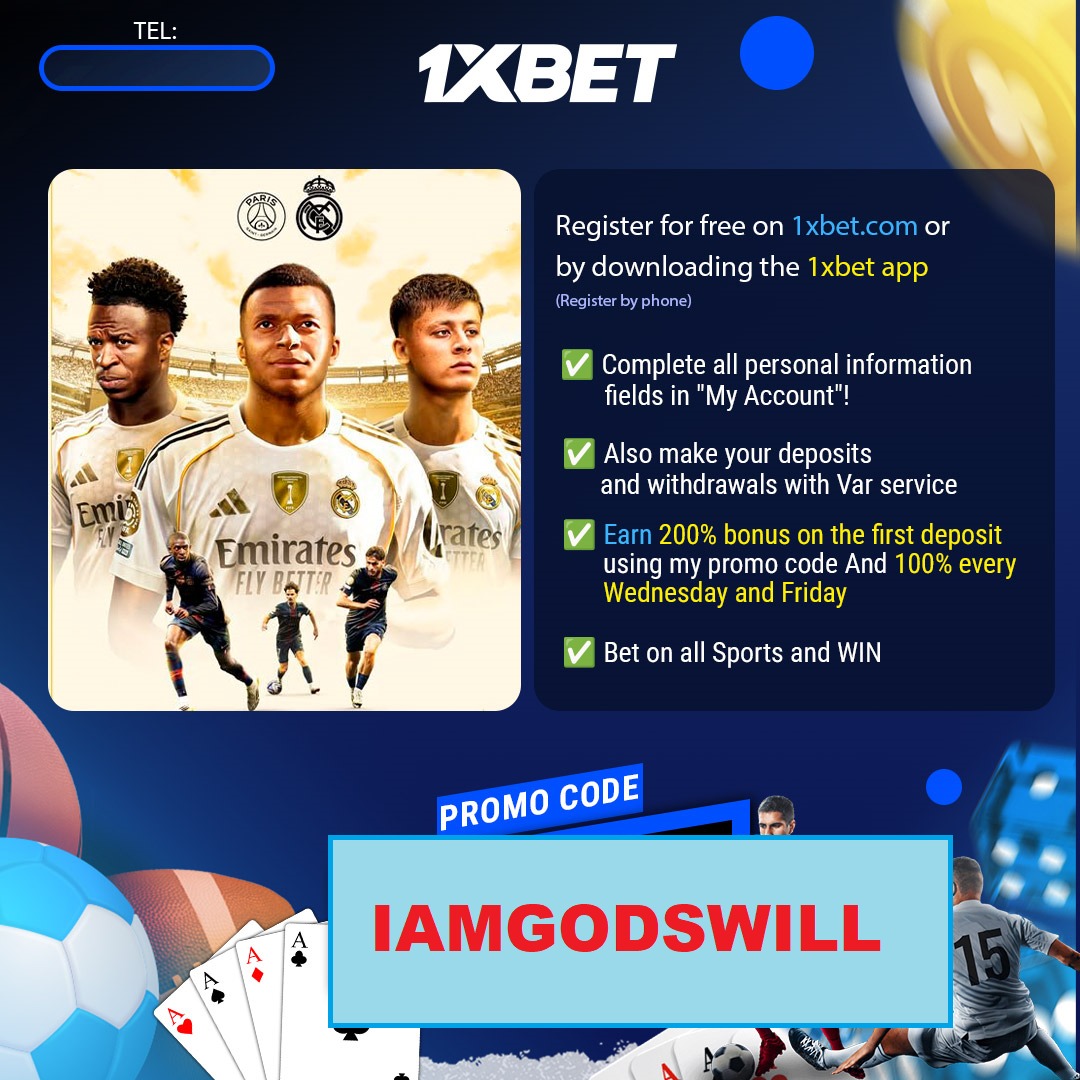 TEL:
1XBET
PARIS
SAINT-GERMAIN
Register for free on 1xbet.com or
by downloading the 1xbet app
(Register by phone)
✅ Complete all personal information
fields in "My Account"!
✅ Also make your deposits
and withdrawals with Var service
✅ Earn 200% bonus on the first deposit
using my promo code And 100% every
Wednesday and Friday
✅ Bet on all Sports and WIN
Emirates
FLY BETTER
PROMO CODE
IAMGODSWILL
A
A
A
A
15
A
A